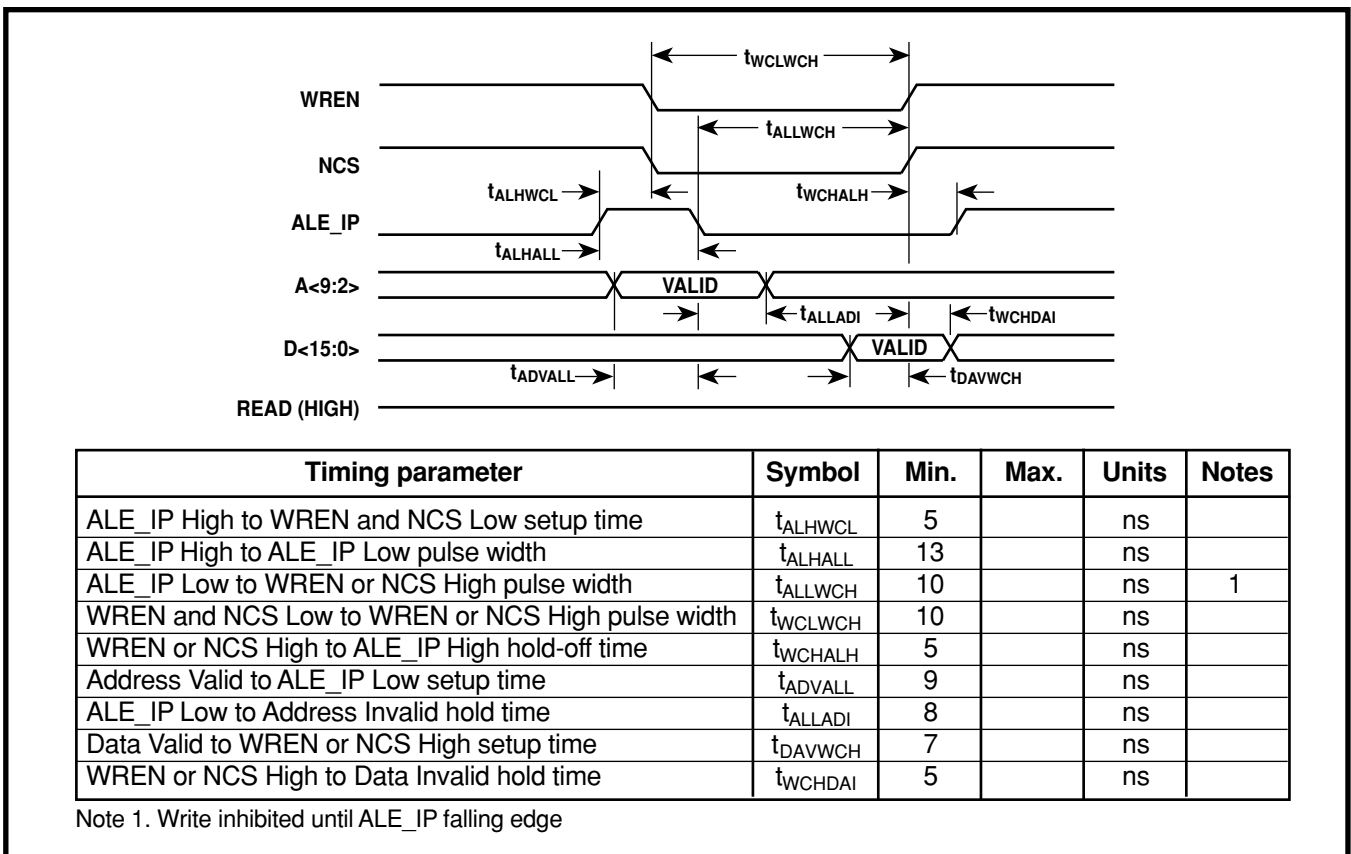 tWCLWCH
WREN
tALLWCH
NCS
tALHWCL
tWCHALH
ALE_IP
tALHALL
A<9:2>
VALID
tALLADI
tWCHDAI
D<15:0>
VALID
tADVALL
tDAVWCH
READ (HIGH)
Timing parameter Symbol Min. Max. Units Notes
ALE_IP High to WREN and NCS Low setup time tALHWCL 5 ns
ALE_IP High to ALE_IP Low pulse width tALHALL 13 ns
ALE_IP Low to WREN or NCS High pulse width tALLWCH 10 ns 1
WREN and NCS Low to WREN or NCS High pulse width tWCLWCH 10 ns
WREN or NCS High to ALE_IP High hold-off time tWCHALH 5 ns
Address Valid to ALE_IP Low setup time tADVALL 9 ns
ALE_IP Low to Address Invalid hold time tALLADI 8 ns
Data Valid to WREN or NCS High setup time tDAVWCH 7 ns
WREN or NCS High to Data Invalid hold time tWCHDAI 5 ns
Note 1. Write inhibited until ALE_IP falling edge